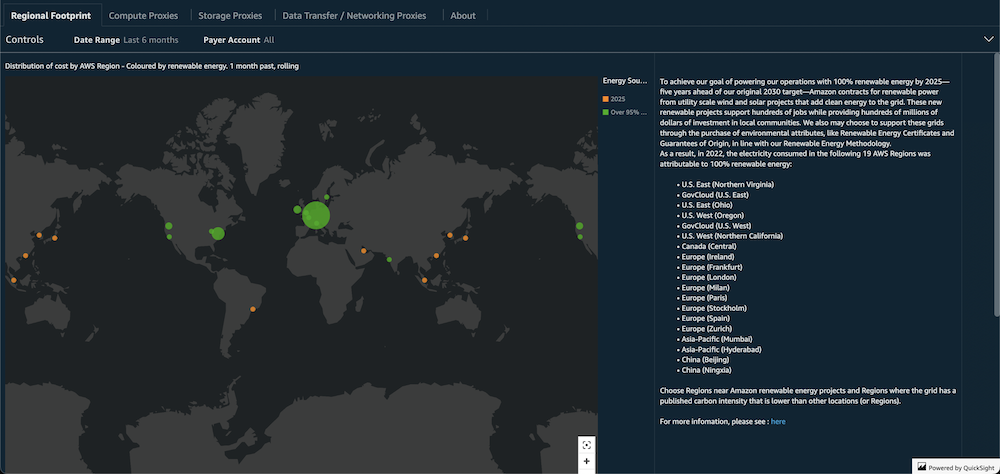 Regional Footprint
Compute Proxies
Storage Proxies
Data Transfer / Networking Proxies
About
Controls
Date Range Last 6 months
Payer Account All
Distribution of cost by AWS Region - Coloured by renewable energy. 1 month past, rolling
Energy Sou...
2025
Over 95% ...
To achieve our goal of powering our operations with 100% renewable energy by 2025—
five years ahead of our original 2030 target—Amazon contracts for renewable power
from utility scale wind and solar projects that add clean energy to the grid. These new
renewable projects support hundreds of jobs while providing hundreds of millions of
dollars of investment in local communities. We also may choose to support these grids
through the purchase of environmental attributes, like Renewable Energy Certificates and
Guarantees of Origin, in line with our Renewable Energy Methodology.
As a result, in 2022, the electricity consumed in the following 19 AWS Regions was
attributable to 100% renewable energy:
• U.S. East (Northern Virginia)
• GovCloud (U.S. East)
• U.S. East (Ohio)
• U.S. West (Oregon)
• GovCloud (U.S. West)
• U.S. West (Northern California)
• Canada (Central)
• Europe (Ireland)
• Europe (Frankfurt)
• Europe (London)
• Europe (Milan)
• Europe (Paris)
• Europe (Stockholm)
• Europe (Spain)
• Europe (Zurich)
• Asia-Pacific (Mumbai)
• Asia-Pacific (Hyderabad)
• China (Beijing)
• China (Ningxia)
Choose Regions near Amazon renewable energy projects and Regions where the grid has a
published carbon intensity that is lower than other locations (or Regions).
For more infomation, please see : here
+
Powered by QuickSight